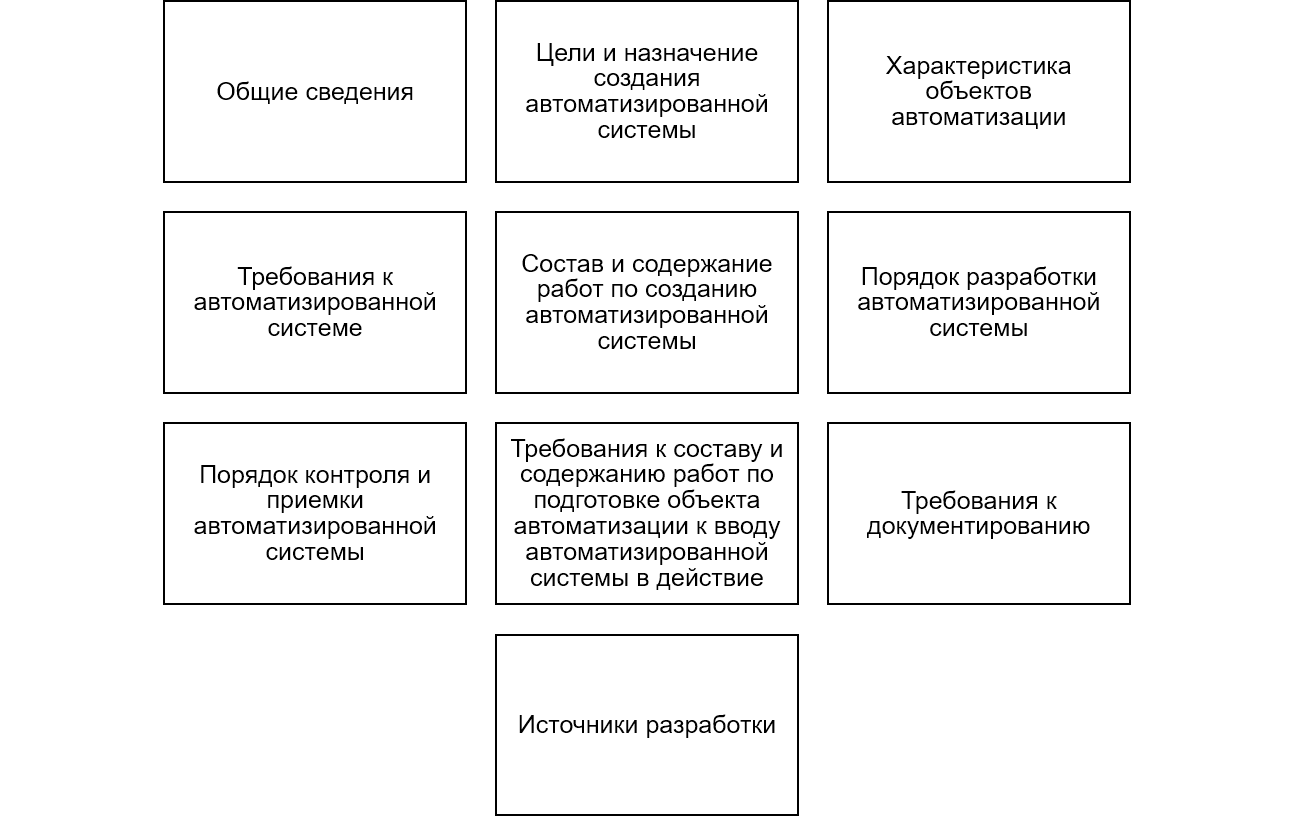 Общие сведения
Цели и назначение
создания
автоматизированной
системы
Характеристика
объектов
автоматизации
Требования к
автоматизированной
системе
Состав и содержание
работ по созданию
автоматизированной
системы
Порядок разработки
автоматизированной
системы
Порядок контроля и
приемки
автоматизированной
системы
Требования к составу и
содержанию работ по
подготовке объекта
автоматизации к вводу
автоматизированной
системы в действие
Требования к
документированию
Источники разработки